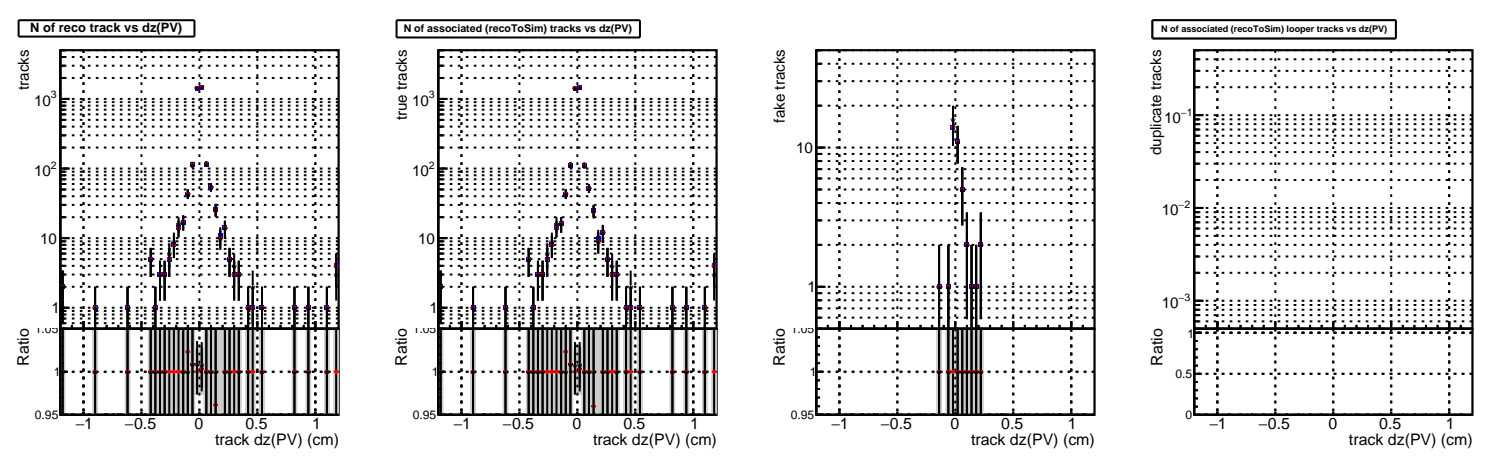 N of reco track vs dz(PV)
tracks
10³
10²
10
1
Ratio
1.05
1
0.95
−1 −0.5 0 0.5 1
track dz(PV) (cm)
N of associated (recoToSim) tracks vs dz(PV)
true tracks
10³
10²
10
1
Ratio
1.05
1
0.95
−1 −0.5 0 0.5 1
track dz(PV) (cm)
fake tracks
10
1
Ratio
1.05
1
0.95
−1 −0.5 0 0.5 1
track dz(PV) (cm)
N of associated (recoToSim) looper tracks vs dz(PV)
duplicate tracks
10⁻¹
10⁻²
10⁻³
Ratio
1
0.5
0
−1 −0.5 0 0.5 1
track dz(PV) (cm)